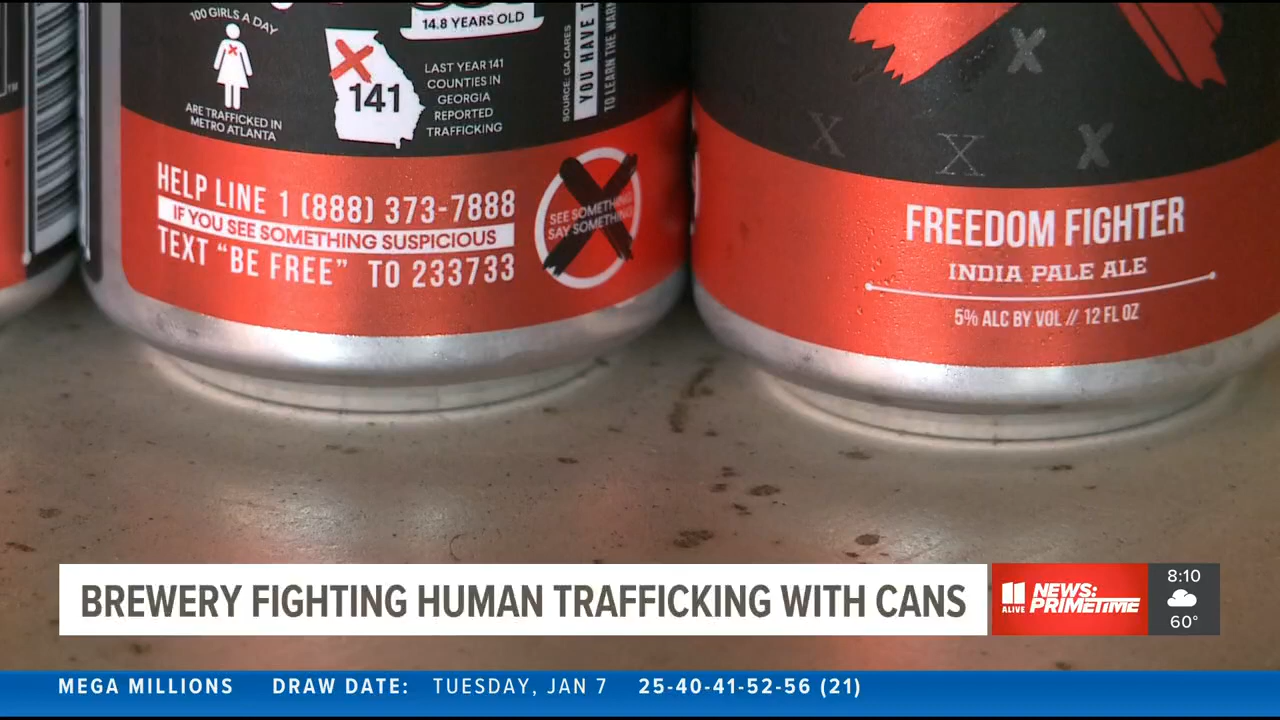 100 GIRLS A DAY
ARE TRAFFICKED IN
METRO ATLANTA
14.8 YEARS OLD
141
LAST YEAR 141
COUNTIES IN
GEORGIA
REPORTED
TRAFFICKING
SOURCE: GA CARES
YOU HAVE T
TO LEARN THE WAR
HELP LINE 1 (888) 373-7888
IF YOU SEE SOMETHING SUSPICIOUS
TEXT “BE FREE” TO 233733
SEE SOMETHING
SAY SOMETHING
X
X X X
FREEDOM FIGHTER
INDIA PALE ALE
5% ALC BY VOL // 12 FL OZ
BREWERY FIGHTING HUMAN TRAFFICKING WITH CANS
11 ALIVE NEWS: PRIMETIME
8:10
60°
MEGA MILLIONS DRAW DATE: TUESDAY, JAN 7 25-40-41-52-56 (21)